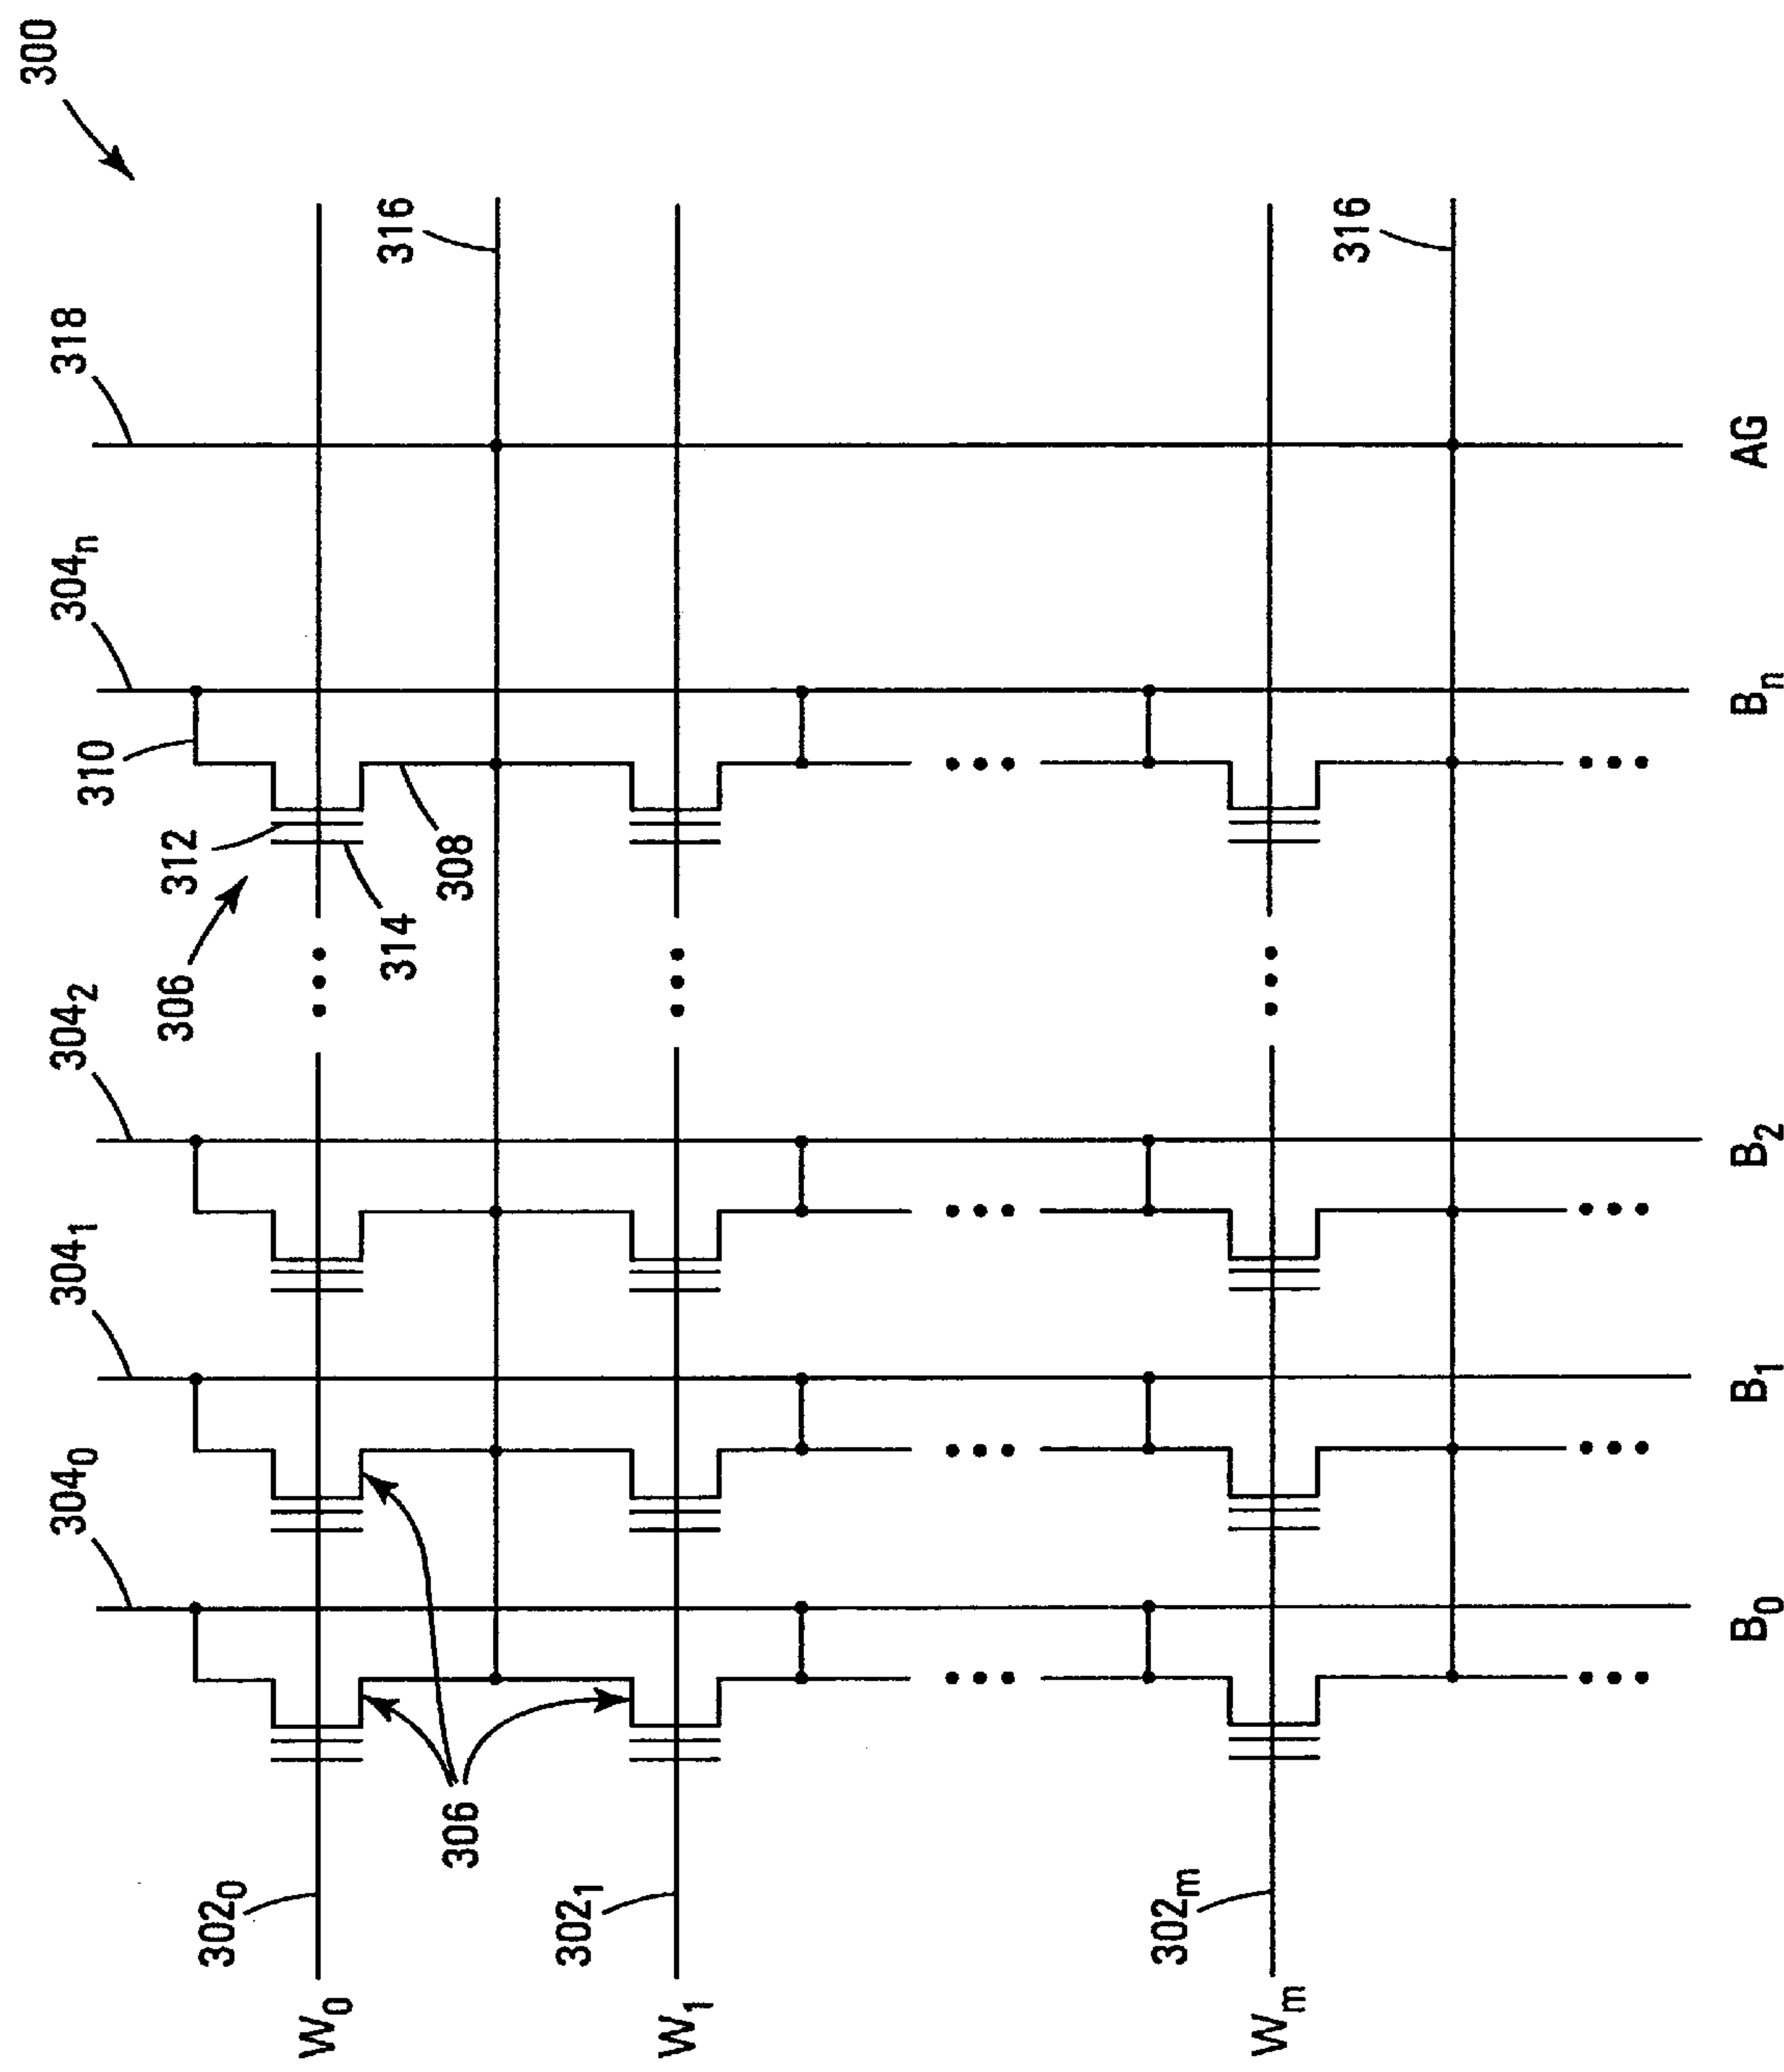 300
304₀ 304₁ 304₂ 304ₙ 318
310
306 312
302₀
W₀
314 316
306 308
302₁
W₁
302ₘ
Wₘ
316
B₀ B₁ B₂ Bₙ AG